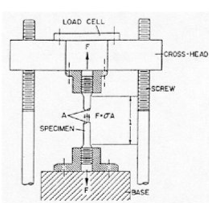 LOAD CELL
F
CROSS-HEAD
SCREW
A
F=σA
SPECIMEN
F
BASE